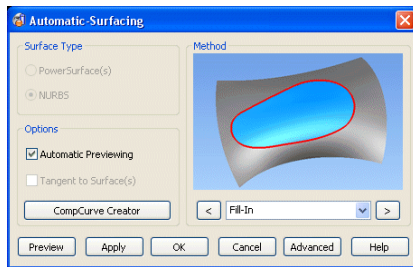 Automatic-Surfacing
Surface Type
PowerSurface(s)
NURBS
Options
Automatic Previewing
Tangent to Surface(s)
CompCurve Creator
Method
< Fill-In >
Preview Apply OK Cancel Advanced Help